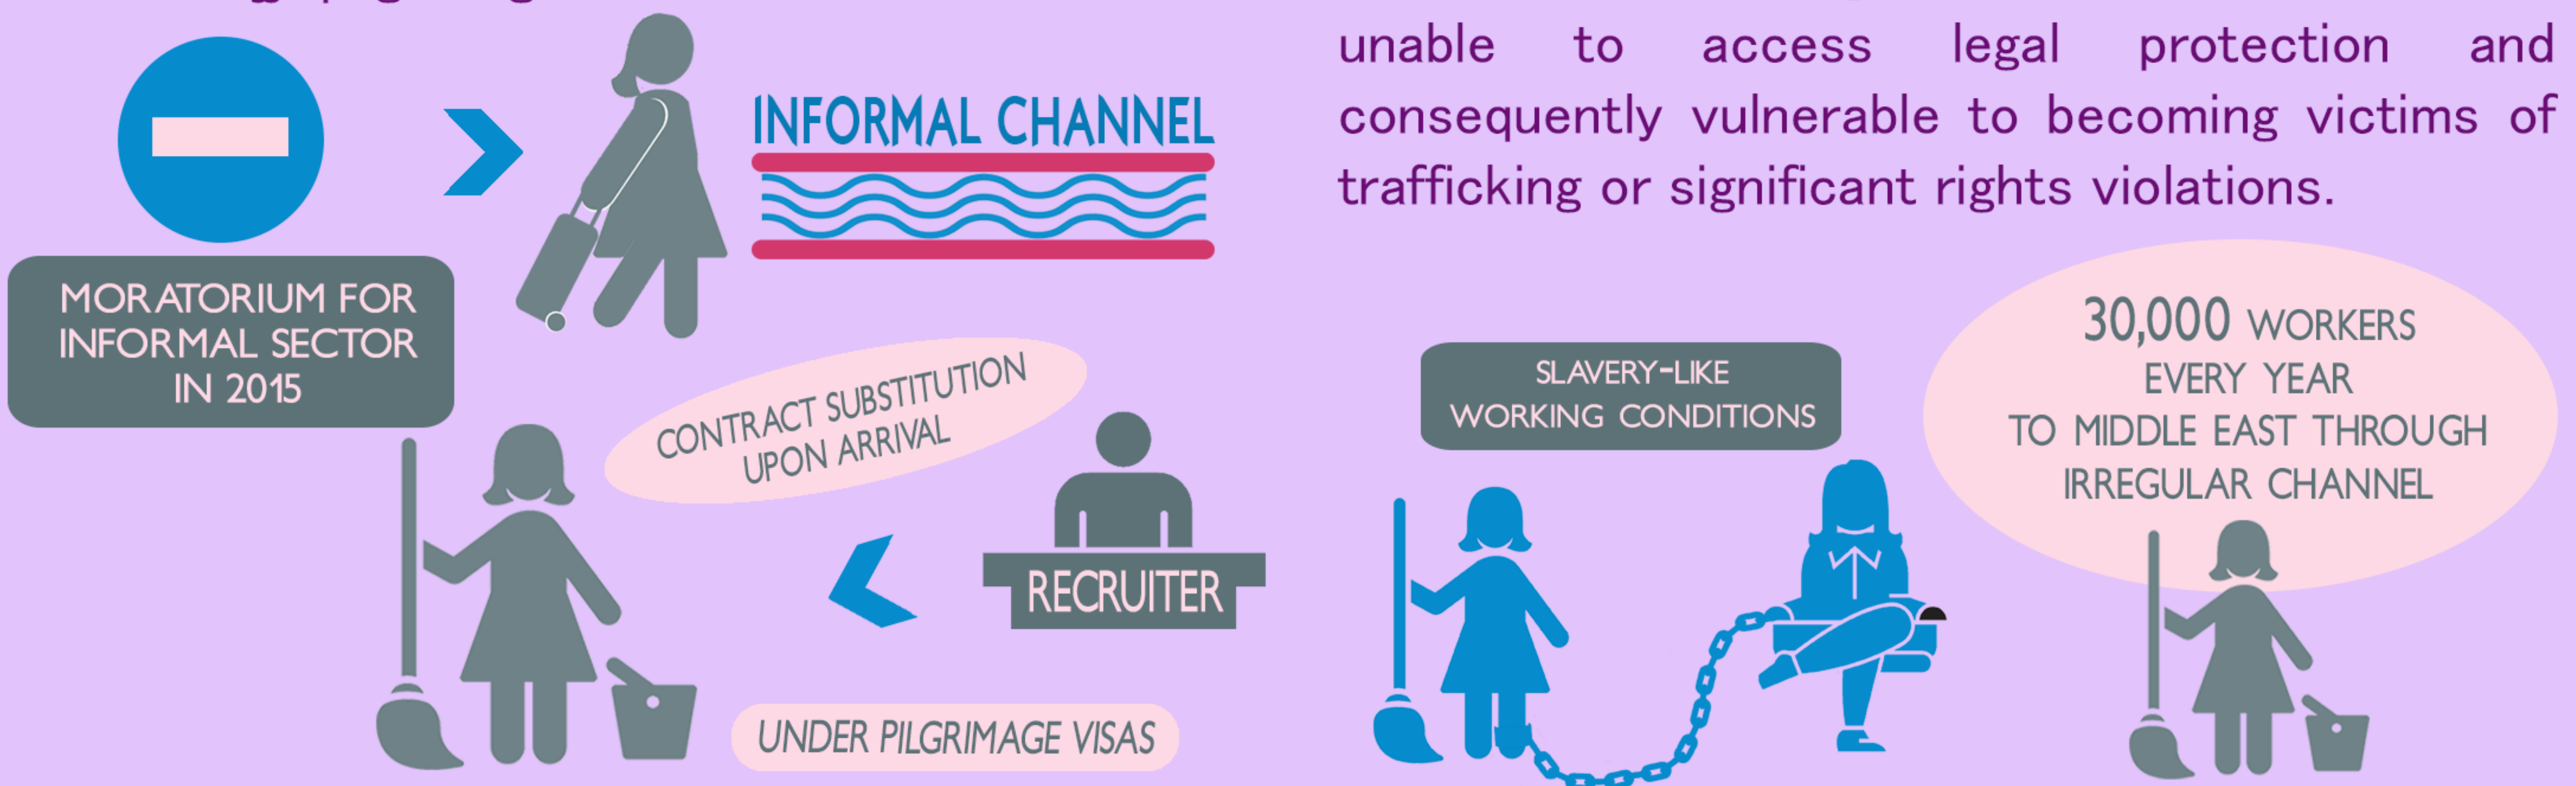 unable to access legal protection and
consequently vulnerable to becoming victims of
trafficking or significant rights violations.
INFORMAL CHANNEL
MORATORIUM FOR
INFORMAL SECTOR
IN 2015
CONTRACT SUBSTITUTION
UPON ARRIVAL
RECRUITER
UNDER PILGRIMAGE VISAS
SLAVERY-LIKE
WORKING CONDITIONS
30,000 WORKERS
EVERY YEAR
TO MIDDLE EAST THROUGH
IRREGULAR CHANNEL